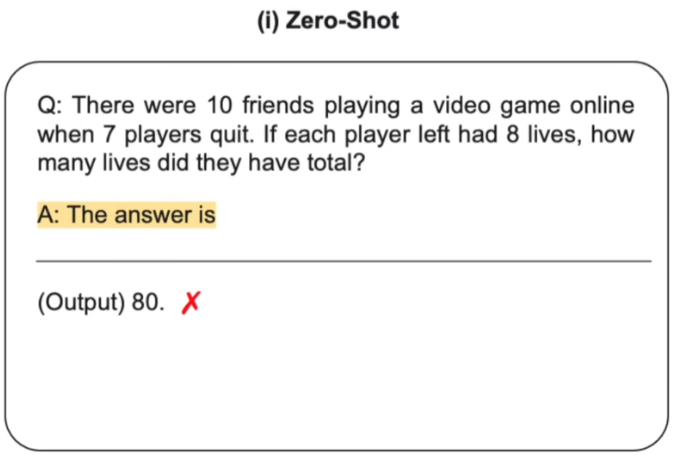 (i) Zero-Shot
Q: There were 10 friends playing a video game online
when 7 players quit. If each player left had 8 lives, how
many lives did they have total?
A: The answer is
(Output) 80. ✗